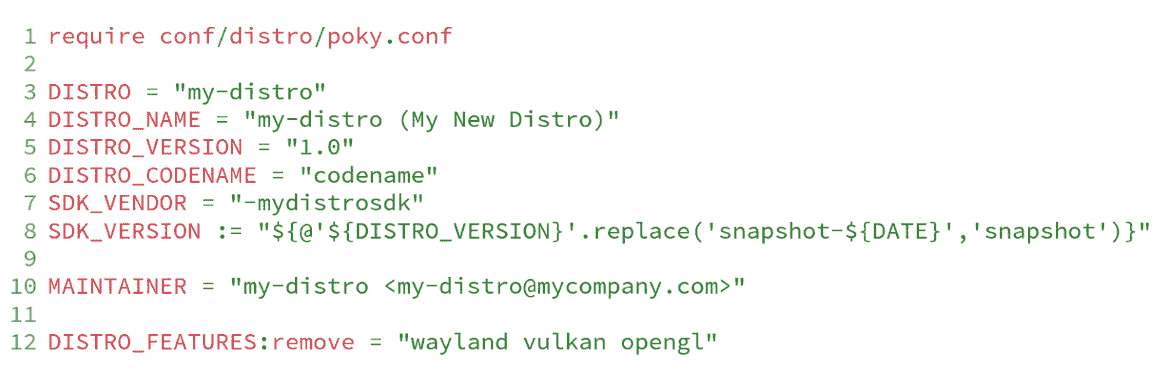 1 require conf/distro/poky.conf
2
3 DISTRO = "my-distro"
4 DISTRO_NAME = "my-distro (My New Distro)"
5 DISTRO_VERSION = "1.0"
6 DISTRO_CODENAME = "codename"
7 SDK_VENDOR = "-mydistrosdk"
8 SDK_VERSION := "${@'${DISTRO_VERSION}'.replace('snapshot-${DATE}','snapshot')}"
9
10 MAINTAINER = "my-distro <my-distro@mycompany.com>"
11
12 DISTRO_FEATURES:remove = "wayland vulkan opengl"